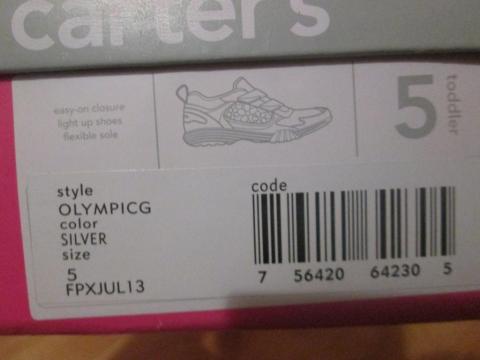 carter's
easy-on closure
light up shoes
flexible sole
5
toddler
style
OLYMPICG
color
SILVER
size
5
FPXJUL13
code
7 56420 64230 5